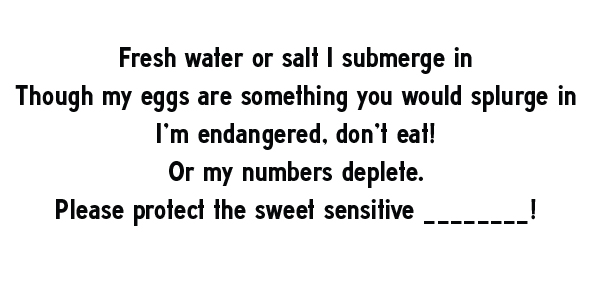 Fresh water or salt I submerge in
Though my eggs are something you would splurge in
I'm endangered, don't eat!
Or my numbers deplete.
Please protect the sweet sensitive ________!